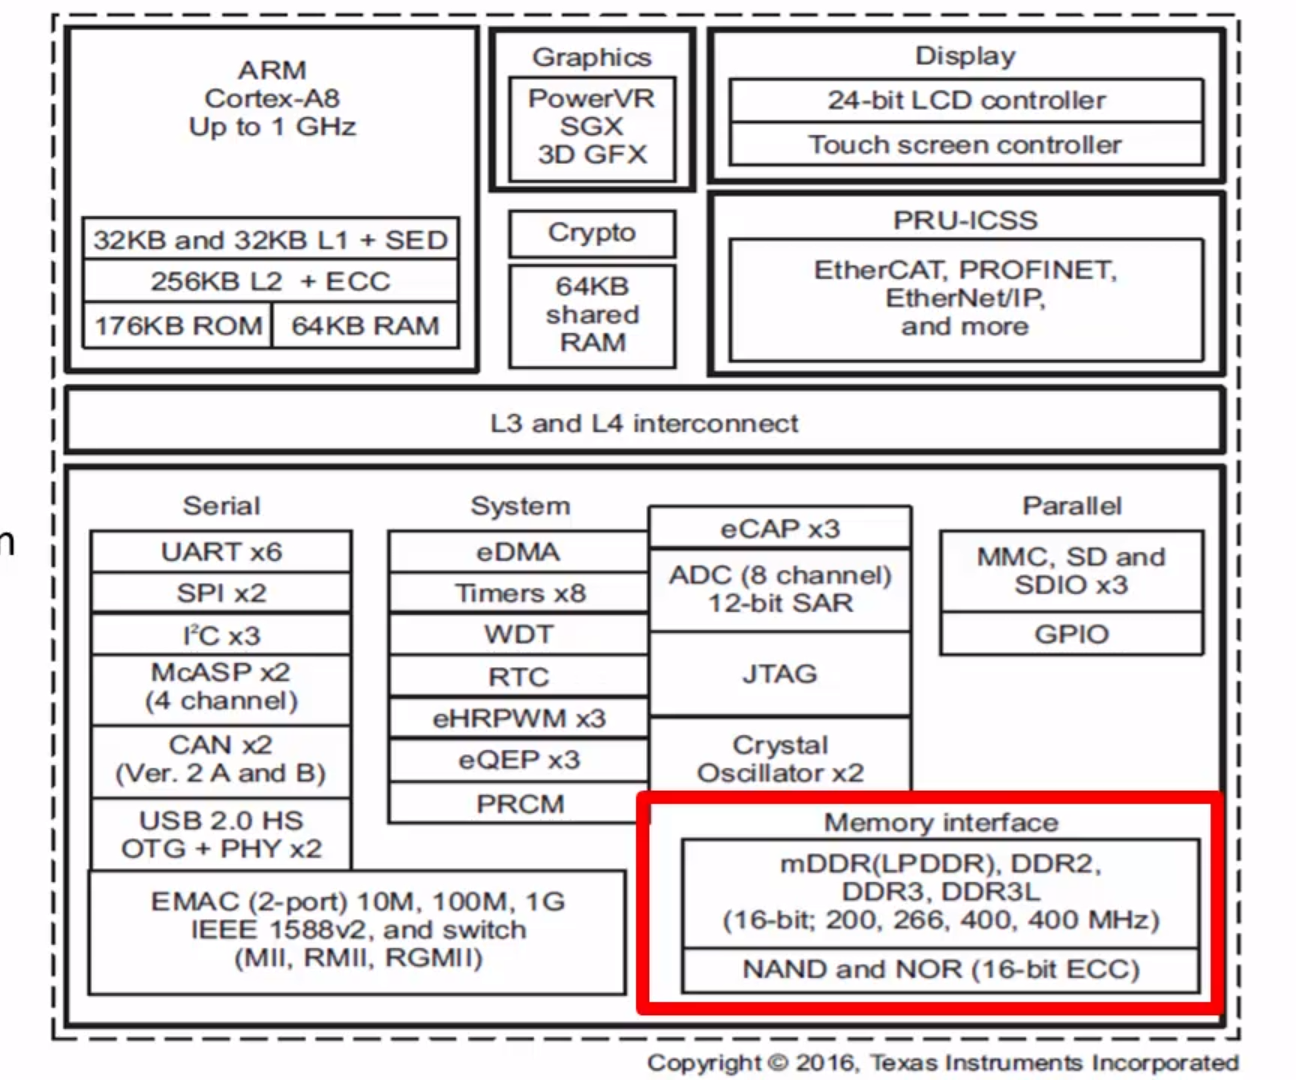 ARM
Cortex-A8
Up to 1 GHz
32KB and 32KB L1 + SED
256KB L2 + ECC
176KB ROM
64KB RAM
Graphics
PowerVR
SGX
3D GFX
Crypto
64KB
shared
RAM
Display
24-bit LCD controller
Touch screen controller
PRU-ICSS
EtherCAT, PROFINET,
EtherNet/IP,
and more
L3 and L4 interconnect
n
Serial
UART x6
SPI x2
I²C x3
McASP x2
(4 channel)
CAN x2
(Ver. 2 A and B)
USB 2.0 HS
OTG + PHY x2
EMAC (2-port) 10M, 100M, 1G
IEEE 1588v2, and switch
(MII, RMII, RGMII)
System
eDMA
Timers x8
WDT
RTC
eHRPWM x3
eQEP x3
PRCM
eCAP x3
ADC (8 channel)
12-bit SAR
JTAG
Crystal
Oscillator x2
Parallel
MMC, SD and
SDIO x3
GPIO
Memory interface
mDDR(LPDDR), DDR2,
DDR3, DDR3L
(16-bit; 200, 266, 400, 400 MHz)
NAND and NOR (16-bit ECC)
Copyright © 2016, Texas Instruments Incorporated